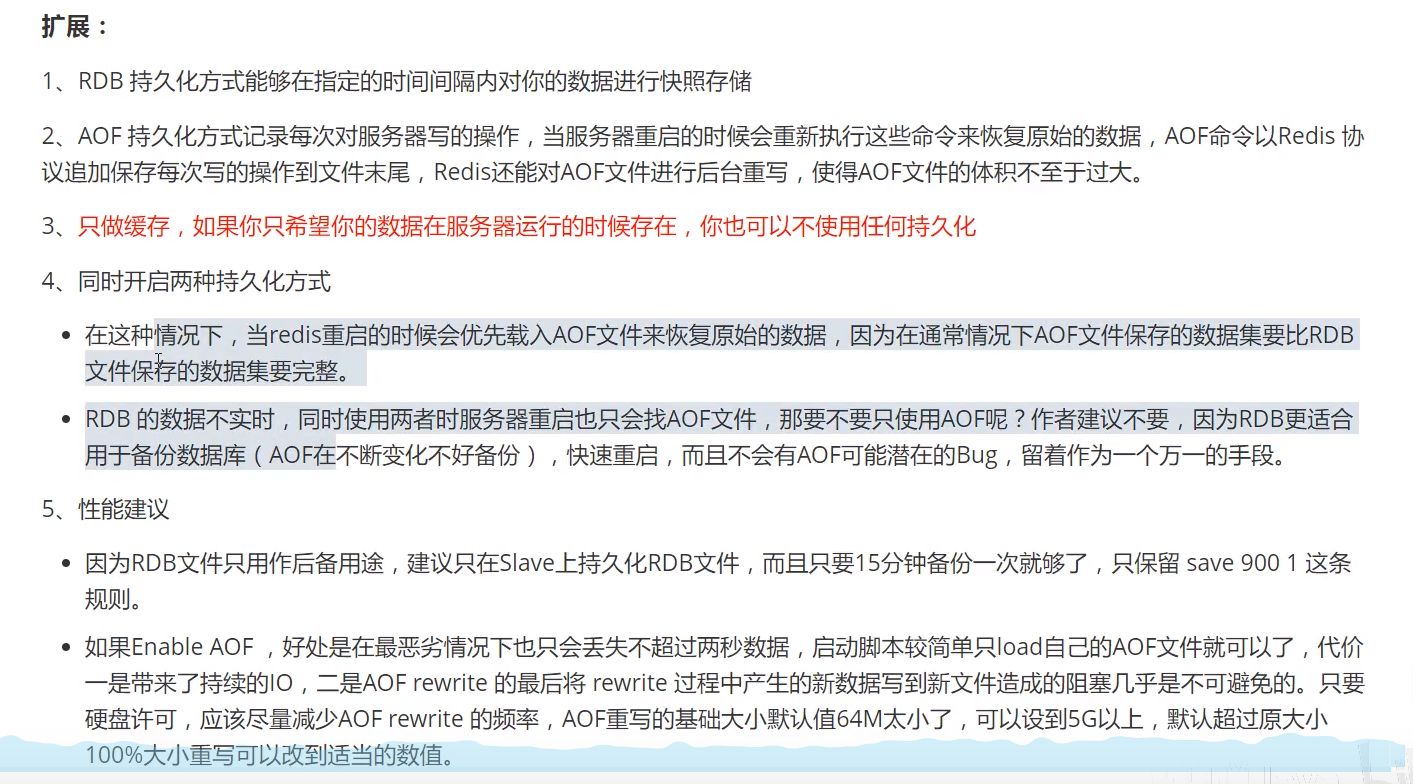 扩展：
1、RDB 持久化方式能够在指定的时间间隔内对你的数据进行快照存储
2、AOF 持久化方式记录每次对服务器写的操作，当服务器重启的时候会重新执行这些命令来恢复原始的数据，AOF命令以Redis 协
议追加保存每次写的操作到文件末尾，Redis还能对AOF文件进行后台重写，使得AOF文件的体积不至于过大。
3、只做缓存，如果你只希望你的数据在服务器运行的时候存在，你也可以不使用任何持久化
4、同时开启两种持久化方式
• 在这种情况下，当redis重启的时候会优先载入AOF文件来恢复原始的数据，因为在通常情况下AOF文件保存的数据集要比RDB
文件保存的数据集要完整。
• RDB 的数据不实时，同时使用两者时服务器重启也只会找AOF文件，那要不要只使用AOF呢？作者建议不要，因为RDB更适合
用于备份数据库（AOF在不断变化不好备份），快速重启，而且不会有AOF可能潜在的Bug，留着作为一个万一的手段。
5、性能建议
• 因为RDB文件只用作后备用途，建议只在Slave上持久化RDB文件，而且只要15分钟备份一次就够了，只保留 save 900 1 这条
规则。
• 如果Enable AOF ，好处是在最恶劣情况下也只会丢失不超过两秒数据，启动脚本较简单只load自己的AOF文件就可以了，代价
一是带来了持续的IO，二是AOF rewrite 的最后将 rewrite 过程中产生的新数据写到新文件造成的阻塞几乎是不可避免的。只要
硬盘许可，应该尽量减少AOF rewrite 的频率，AOF重写的基础大小默认值64M太小了，可以设到5G以上，默认超过原大小
100%大小重写可以改到适当的数值。